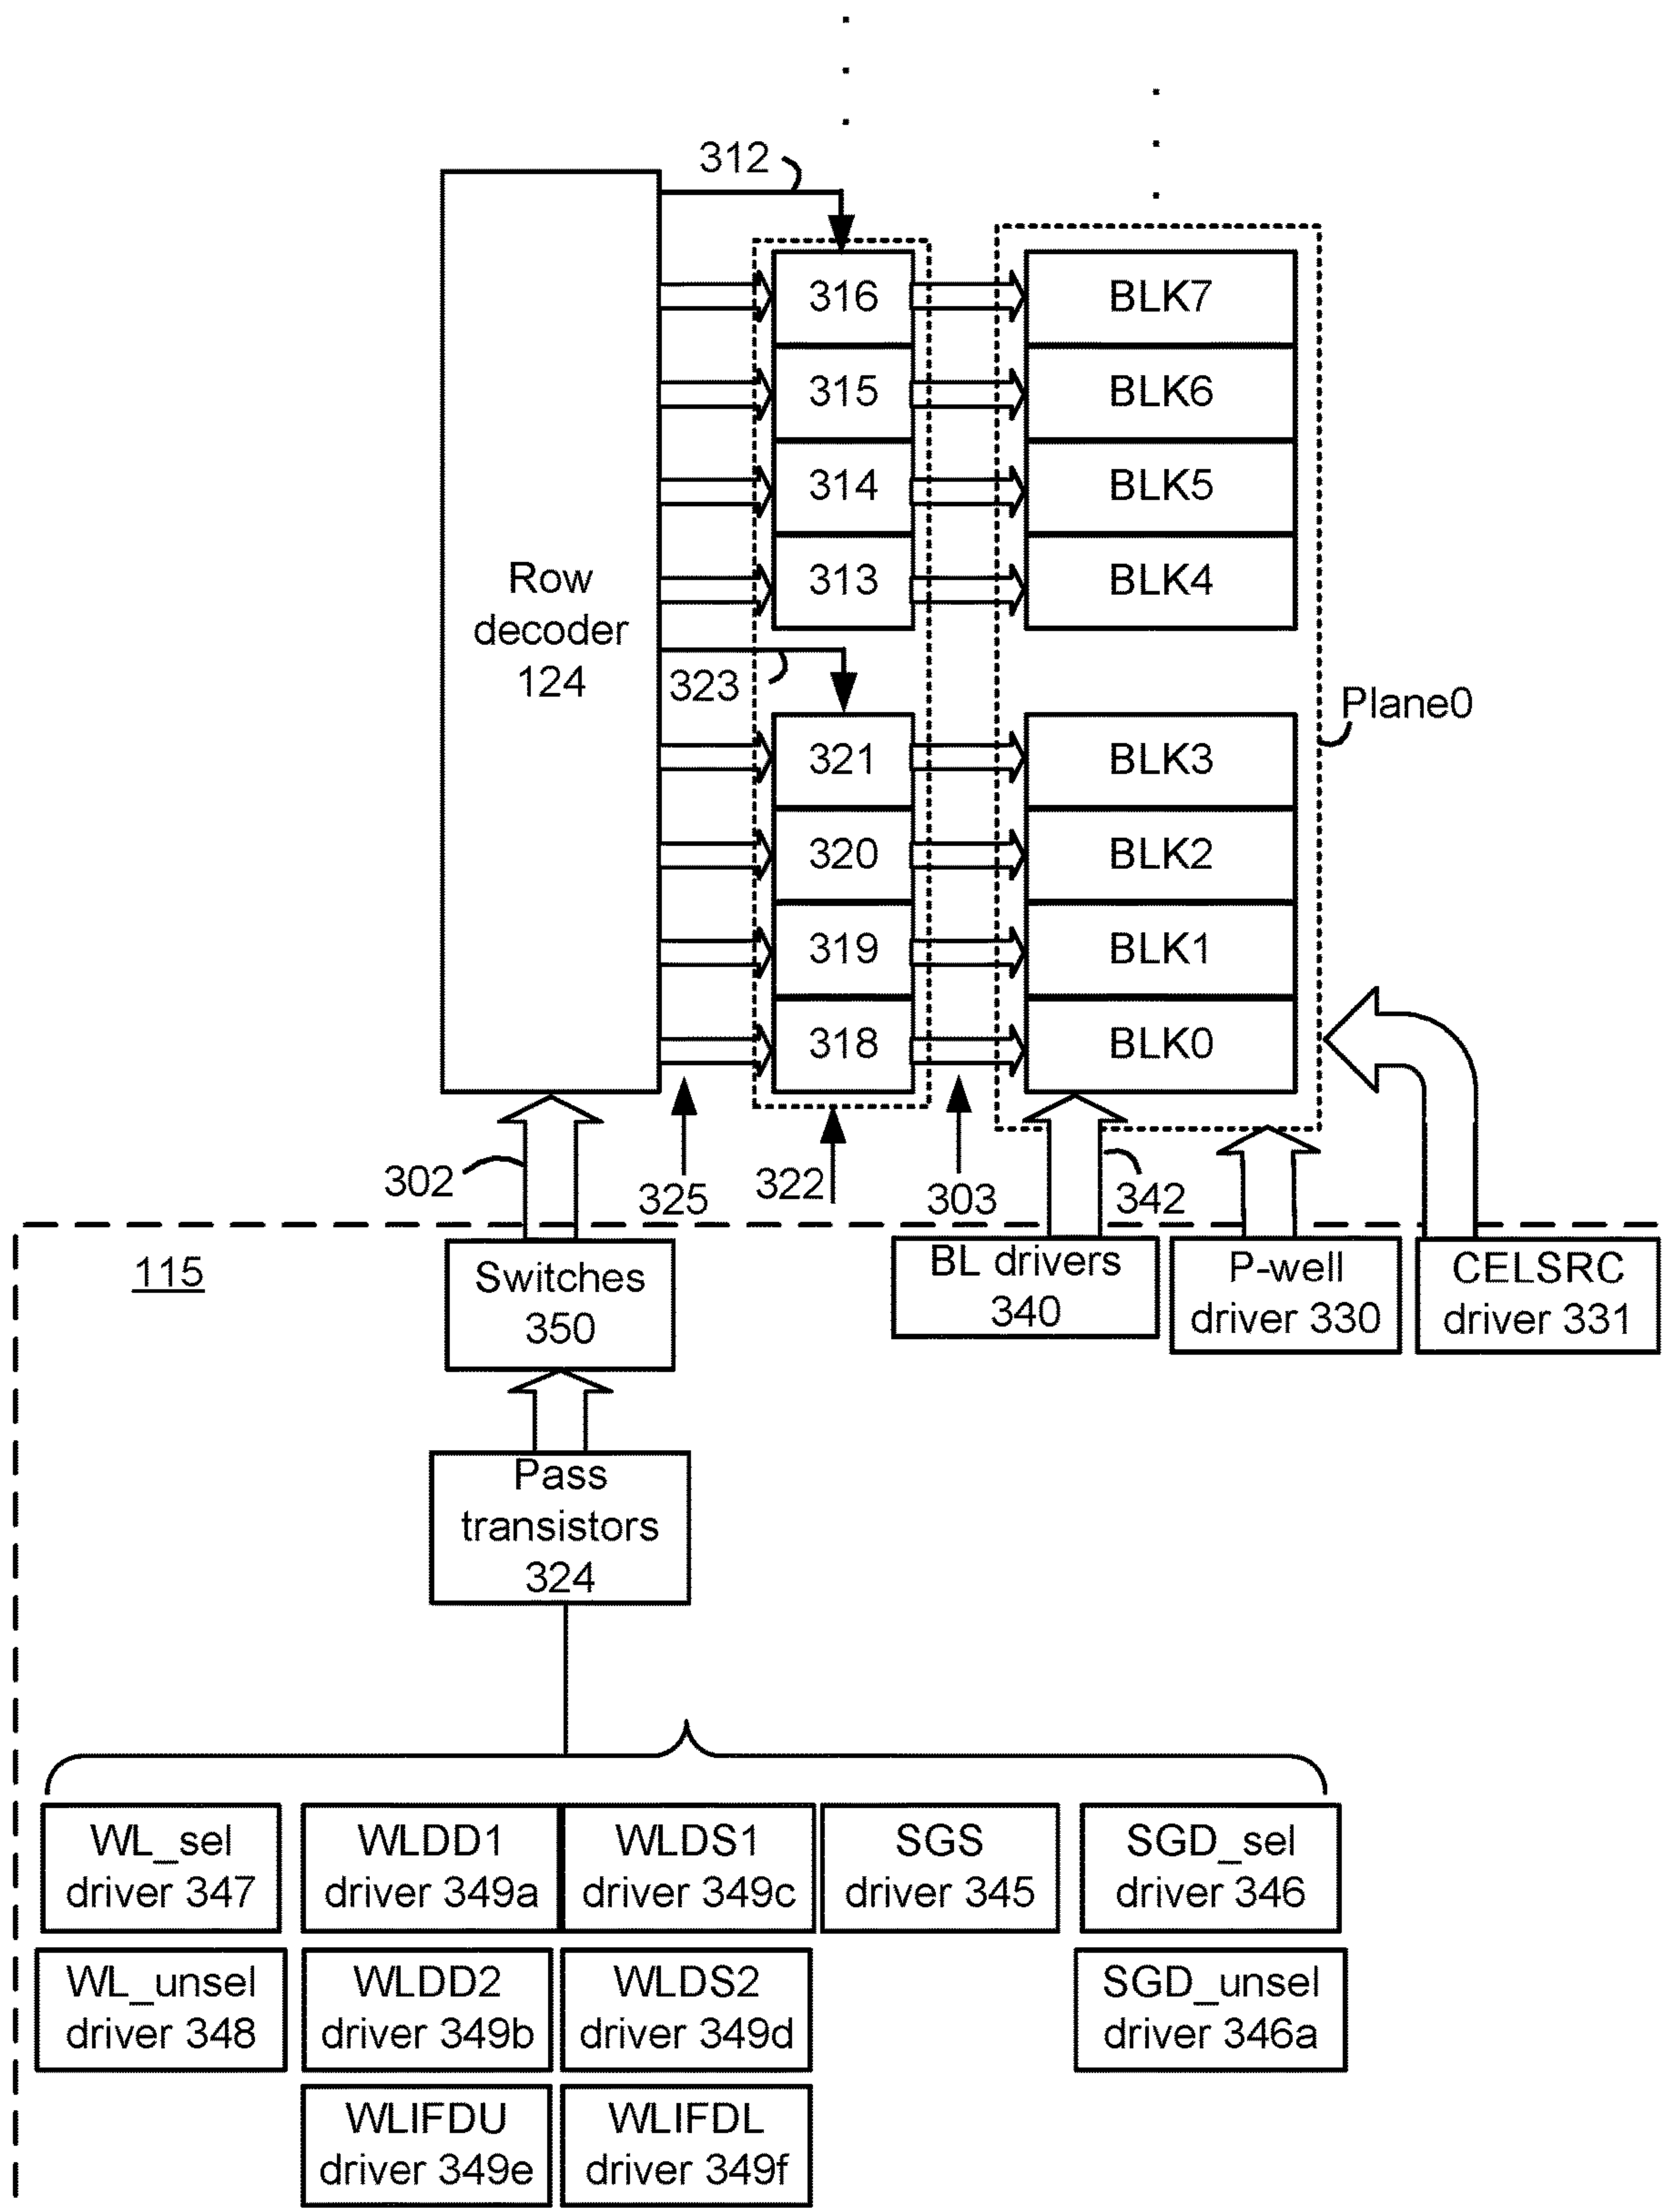 312
316
BLK7
315
BLK6
314
BLK5
313
BLK4
Row
decoder
124
323
Plane0
321
BLK3
320
BLK2
319
BLK1
318
BLK0
302
325
322
303
342
115
Switches
350
BL drivers
340
P-well
driver 330
CELSRC
driver 331
Pass
transistors
324
WL_sel
driver 347
WLDD1
driver 349a
WLDS1
driver 349c
SGS
driver 345
SGD_sel
driver 346
WL_unsel
driver 348
WLDD2
driver 349b
WLDS2
driver 349d
SGD_unsel
driver 346a
WLIFDU
driver 349e
WLIFDL
driver 349f